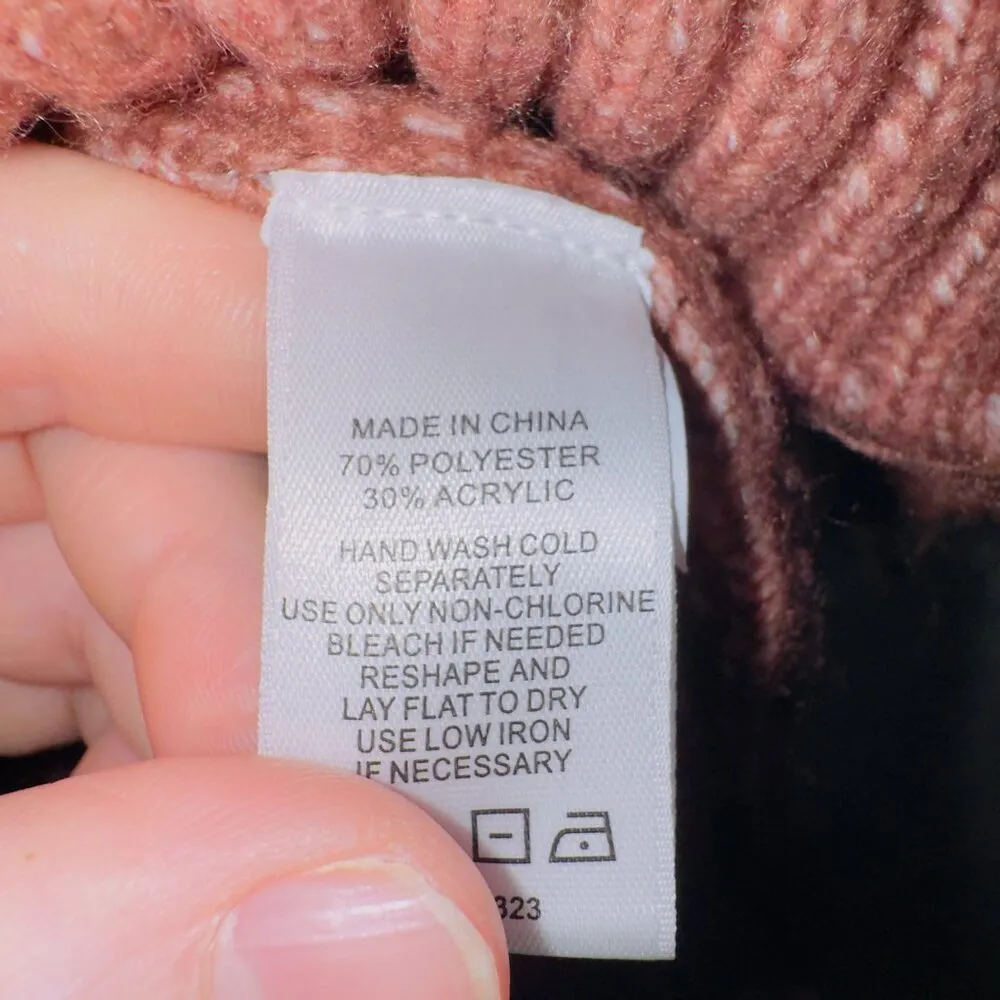 MADE IN CHINA
70% POLYESTER
30% ACRYLIC
HAND WASH COLD
SEPARATELY
USE ONLY NON-CHLORINE
BLEACH IF NEEDED
RESHAPE AND
LAY FLAT TO DRY
USE LOW IRON
IF NECESSARY